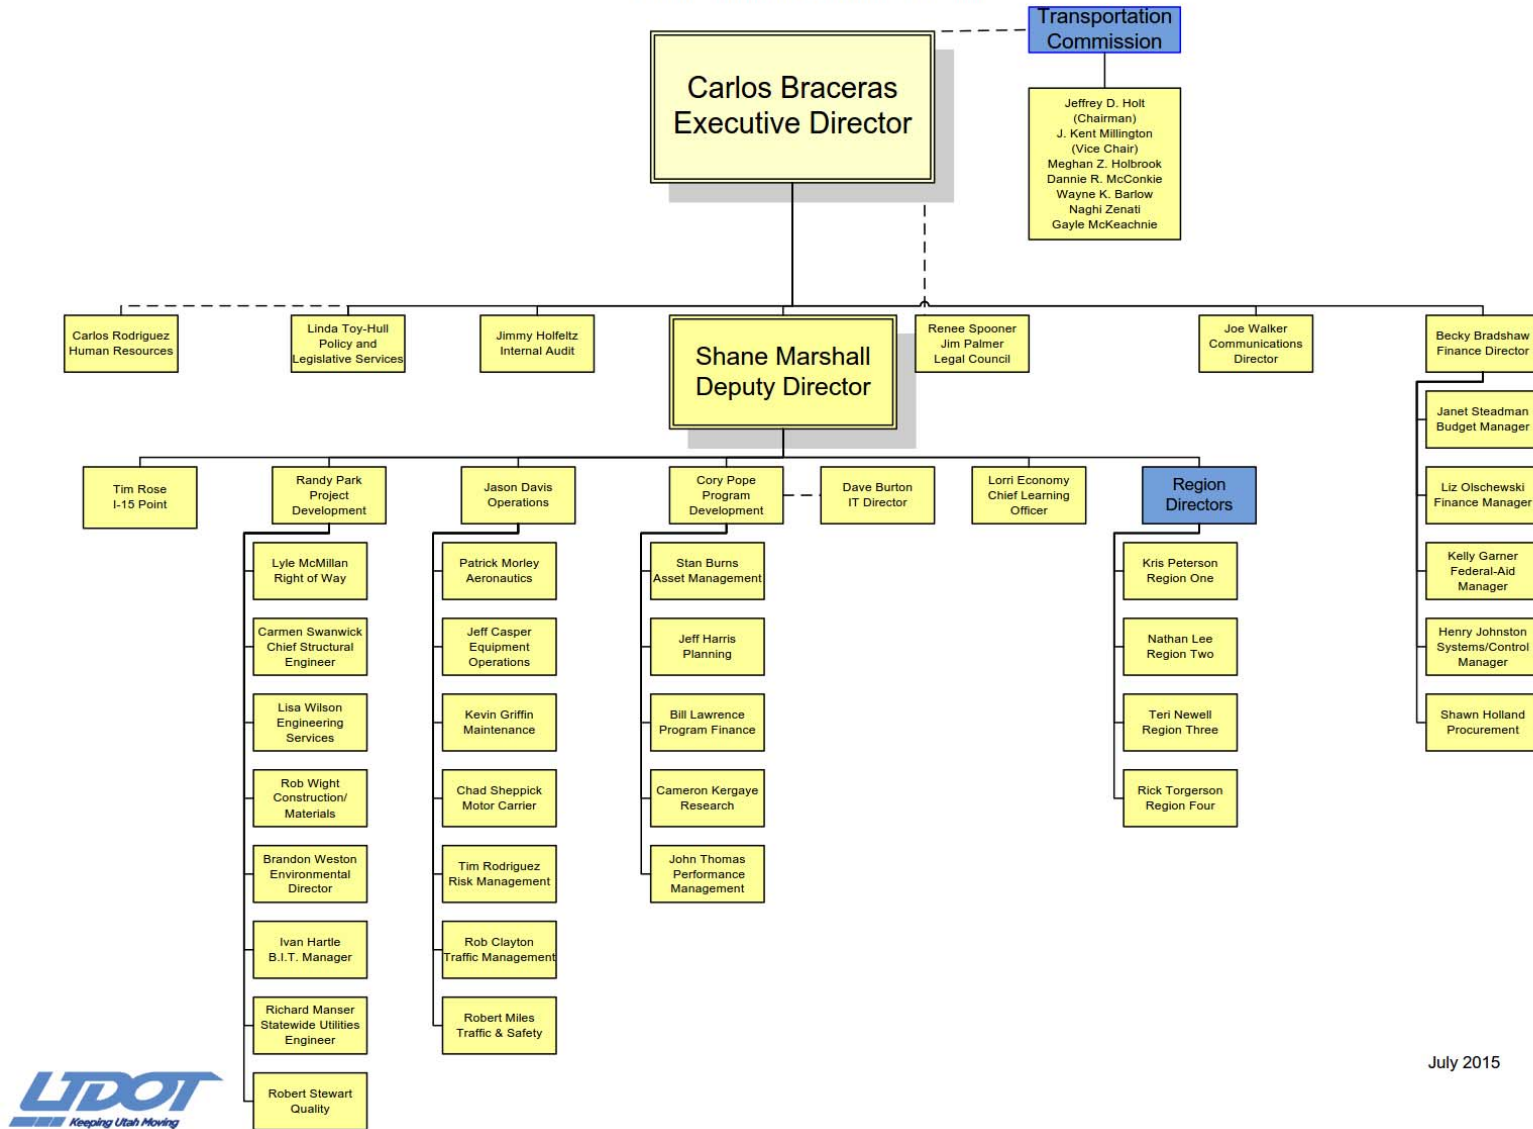 Transportation
Commission
Carlos Braceras
Executive Director
Jeffrey D. Holt
(Chairman)
J. Kent Millington
(Vice Chair)
Meghan Z. Holbrook
Dannie R. McConkie
Wayne K. Barlow
Naghi Zenati
Gayle McKeachnie
Carlos Rodriguez
Human Resources
Linda Toy-Hull
Policy and
Legislative Services
Jimmy Holfeltz
Internal Audit
Shane Marshall
Deputy Director
Renee Spooner
Jim Palmer
Legal Council
Joe Walker
Communications
Director
Becky Bradshaw
Finance Director
Janet Steadman
Budget Manager
Liz Olschewski
Finance Manager
Kelly Garner
Federal-Aid
Manager
Henry Johnston
Systems/Control
Manager
Shawn Holland
Procurement
Tim Rose
I-15 Point
Randy Park
Project
Development
Jason Davis
Operations
Cory Pope
Program
Development
Dave Burton
IT Director
Lorri Economy
Chief Learning
Officer
Region
Directors
Lyle McMillan
Right of Way
Carmen Swanwick
Chief Structural
Engineer
Lisa Wilson
Engineering
Services
Rob Wight
Construction/
Materials
Brandon Weston
Environmental
Director
Ivan Hartle
B.I.T. Manager
Richard Manser
Statewide Utilities
Engineer
Robert Stewart
Quality
Patrick Morley
Aeronautics
Jeff Casper
Equipment
Operations
Kevin Griffin
Maintenance
Chad Sheppick
Motor Carrier
Tim Rodriguez
Risk Management
Rob Clayton
Traffic Management
Robert Miles
Traffic & Safety
Stan Burns
Asset Management
Jeff Harris
Planning
Bill Lawrence
Program Finance
Cameron Kergaye
Research
John Thomas
Performance
Management
Kris Peterson
Region One
Nathan Lee
Region Two
Teri Newell
Region Three
Rick Torgerson
Region Four
UDOT
Keeping Utah Moving
July 2015